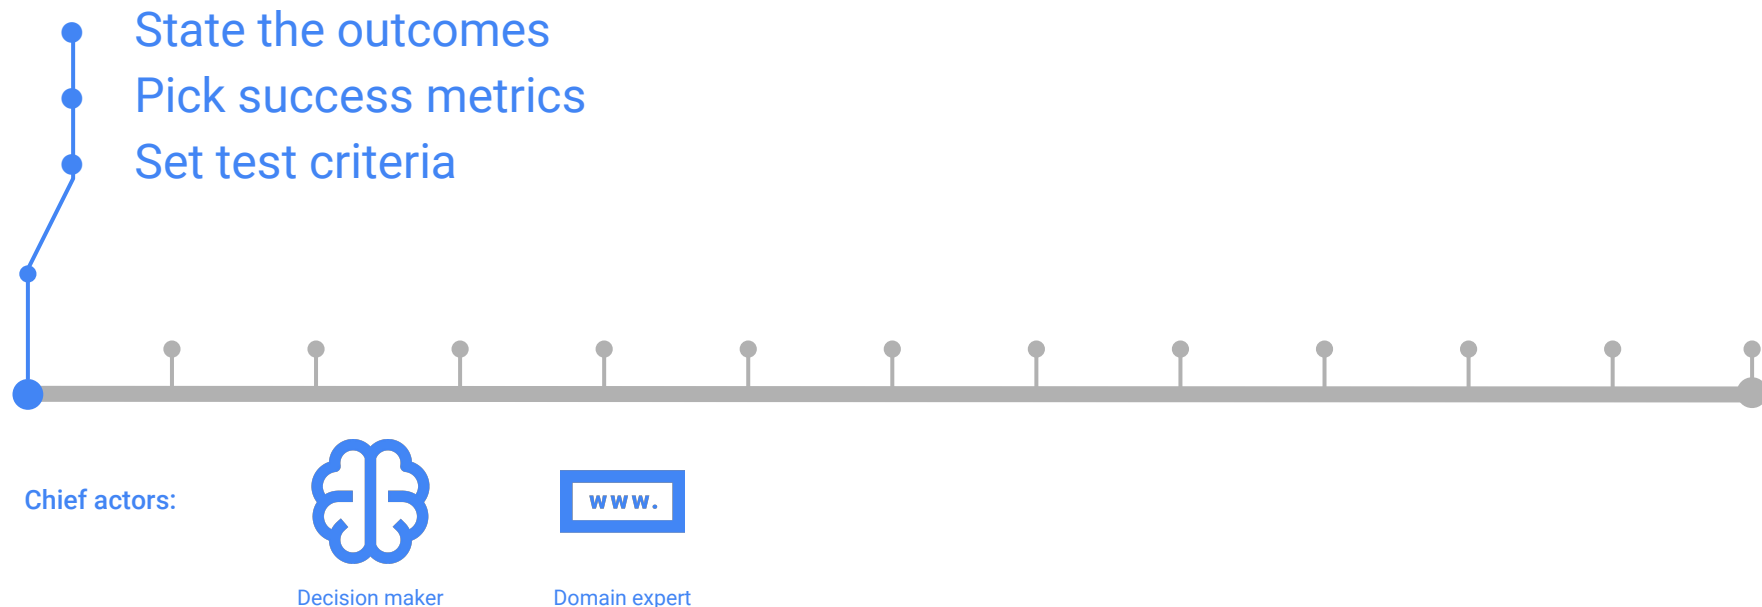 State the outcomes
Pick success metrics
Set test criteria
Chief actors:
www.
Decision maker
Domain expert